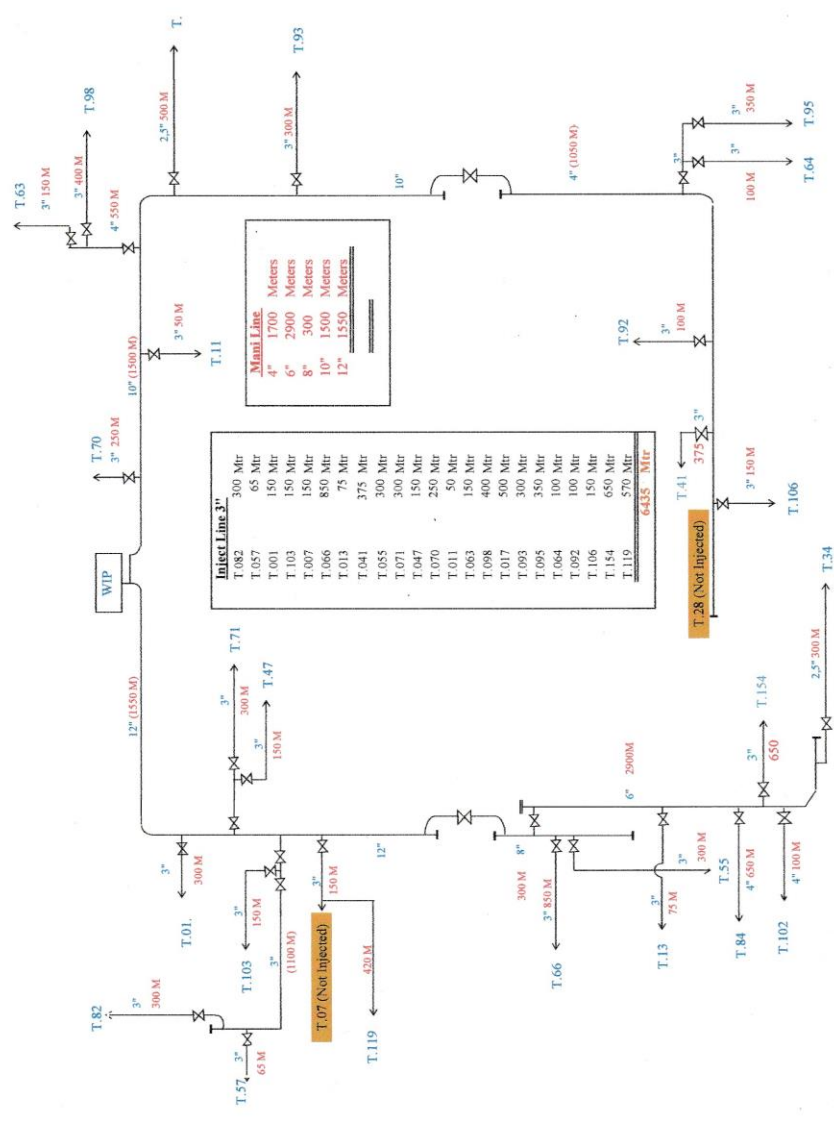 WIP
12" (1550 M)
T.70
3" 250 M
10" (1500 M)
3" 50 M
T.11
T.63
3" 150 M
T.98
3" 400 M
4" 550 M
T.
2,5" 500 M
T.93
3" 300 M
10"
4" (1050 M)
3"
3"
350 M
T.95
3"
100 M
T.64
T.92
3"
100 M
T.41
3"
375
3" 150 M
T.106
T.28 (Not Injected)
Mani Line
4" 1700 Meters
6" 2900 Meters
8" 300 Meters
10" 1500 Meters
12" 1550 Meters
Inject Line 3"
T.082 300 Mtr
T.057 65 Mtr
T.001 150 Mtr
T.103 150 Mtr
T.007 150 Mtr
T.066 850 Mtr
T.013 75 Mtr
T.041 375 Mtr
T.055 300 Mtr
T.071 300 Mtr
T.047 150 Mtr
T.070 250 Mtr
T.011 50 Mtr
T.063 150 Mtr
T.098 400 Mtr
T.017 500 Mtr
T.093 300 Mtr
T.095 350 Mtr
T.064 100 Mtr
T.092 100 Mtr
T.106 150 Mtr
T.154 650 Mtr
T.119 570 Mtr
6435 Mtr
T.71
3"
300 M
T.47
3"
150 M
3"
300 M
T.01.
T.103
3"
150 M
3"
(1100 M)
T.82
3"
300 M
T.57
3"
65 M
3"
150 M
T.07 (Not Injected)
420 M
T.119
12"
8"
300 M
3" 850 M
T.66
3"
300 M
T.55
6"
2900M
3"
75 M
T.13
4" 650 M
T.84
4" 100 M
T.102
T.154
3"
650
2,5" 300 M
T.34